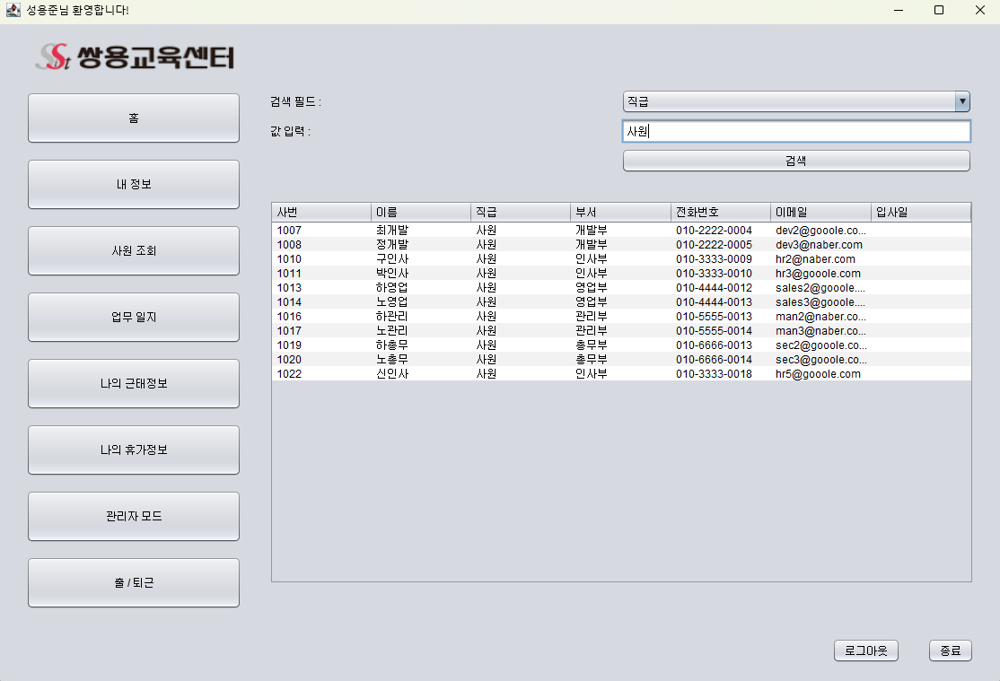 성용준님 환영합니다!
쌍용교육센터
홈
내 정보
사원 조회
업무 일지
나의 근태정보
나의 휴가정보
관리자 모드
출 / 퇴근
검색 필드 : 직급
값 입력 : 사원
검색
사번 이름 직급 부서 전화번호 이메일 입사일
1007 최개발 사원 개발부 010-2222-0004 dev2@gooole.co...
1008 정개발 사원 개발부 010-2222-0005 dev3@naber.com
1010 구인사 사원 인사부 010-3333-0009 hr2@naber.com
1011 박인사 사원 인사부 010-3333-0010 hr3@gooole.com
1013 하영업 사원 영업부 010-4444-0012 sales2@gooole....
1014 노영업 사원 영업부 010-4444-0013 sales3@gooole....
1016 하관리 사원 관리부 010-5555-0013 man2@naber.co...
1017 노관리 사원 관리부 010-5555-0014 man3@naber.co...
1019 하총무 사원 총무부 010-6666-0013 sec2@gooole.co...
1020 노총무 사원 총무부 010-6666-0014 sec3@gooole.co...
1022 신인사 사원 인사부 010-3333-0018 hr5@gooole.com
로그아웃
종료